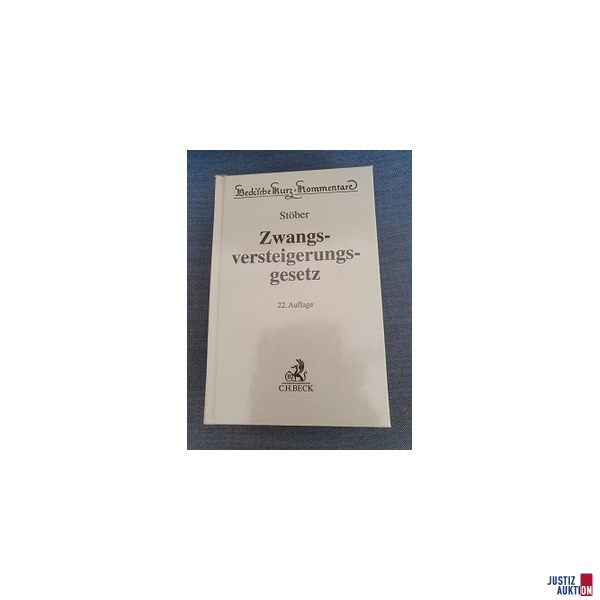 Beck'sche Kurz-Kommentare
Stöber
Zwangs-
versteigerungs-
gesetz
22. Auflage
C.H.BECK
JUSTIZ
AUKTION